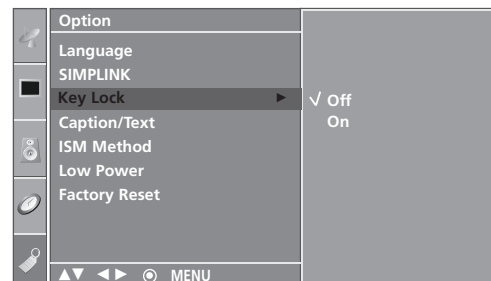 Option
Language
SIMPLINK
Key Lock ► √ Off
On
Caption/Text
ISM Method
Low Power
Factory Reset
▲▼ ◄► ◉ MENU